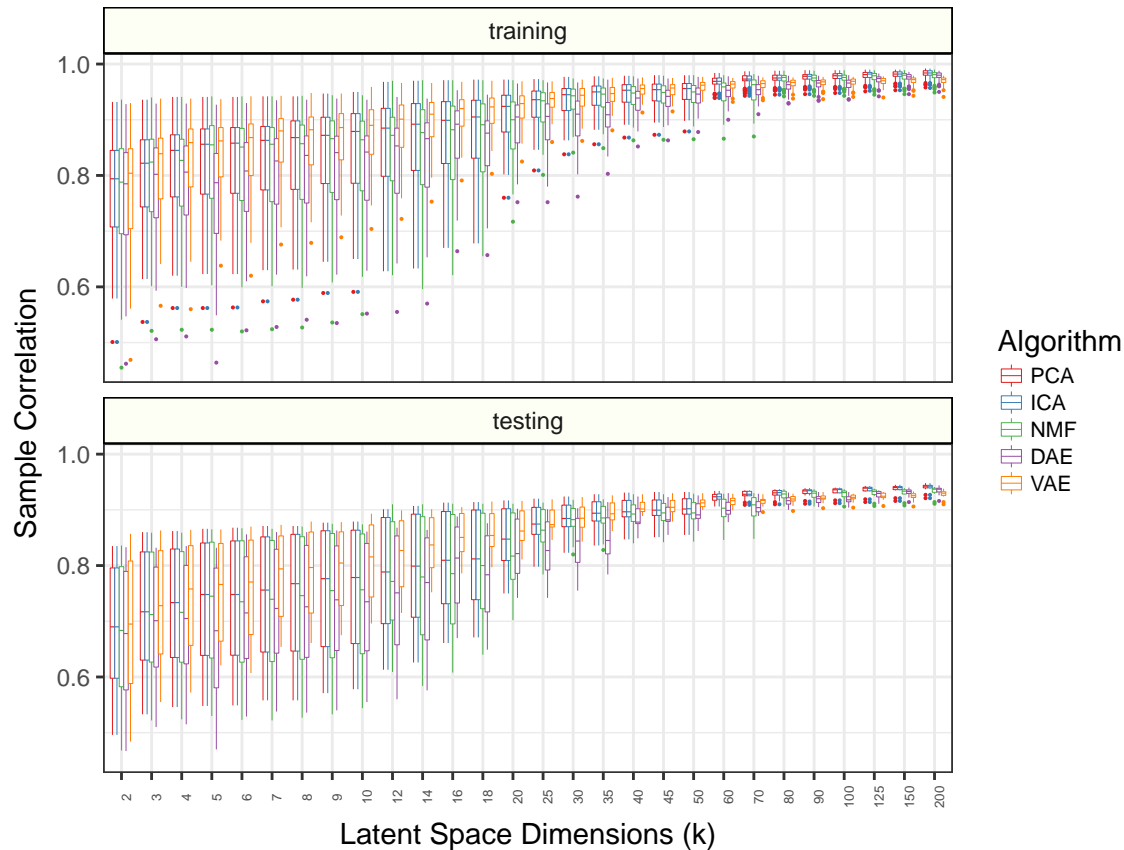 training
1.0
0.8
0.6
testing
1.0
0.8
0.6
Sample Correlation
2 3 4 5 6 7 8 9 10 12 14 16 18 20 25 30 35 40 45 50 60 70 80 90 100 125 150 200
Latent Space Dimensions (k)
Algorithm
PCA
ICA
NMF
DAE
VAE